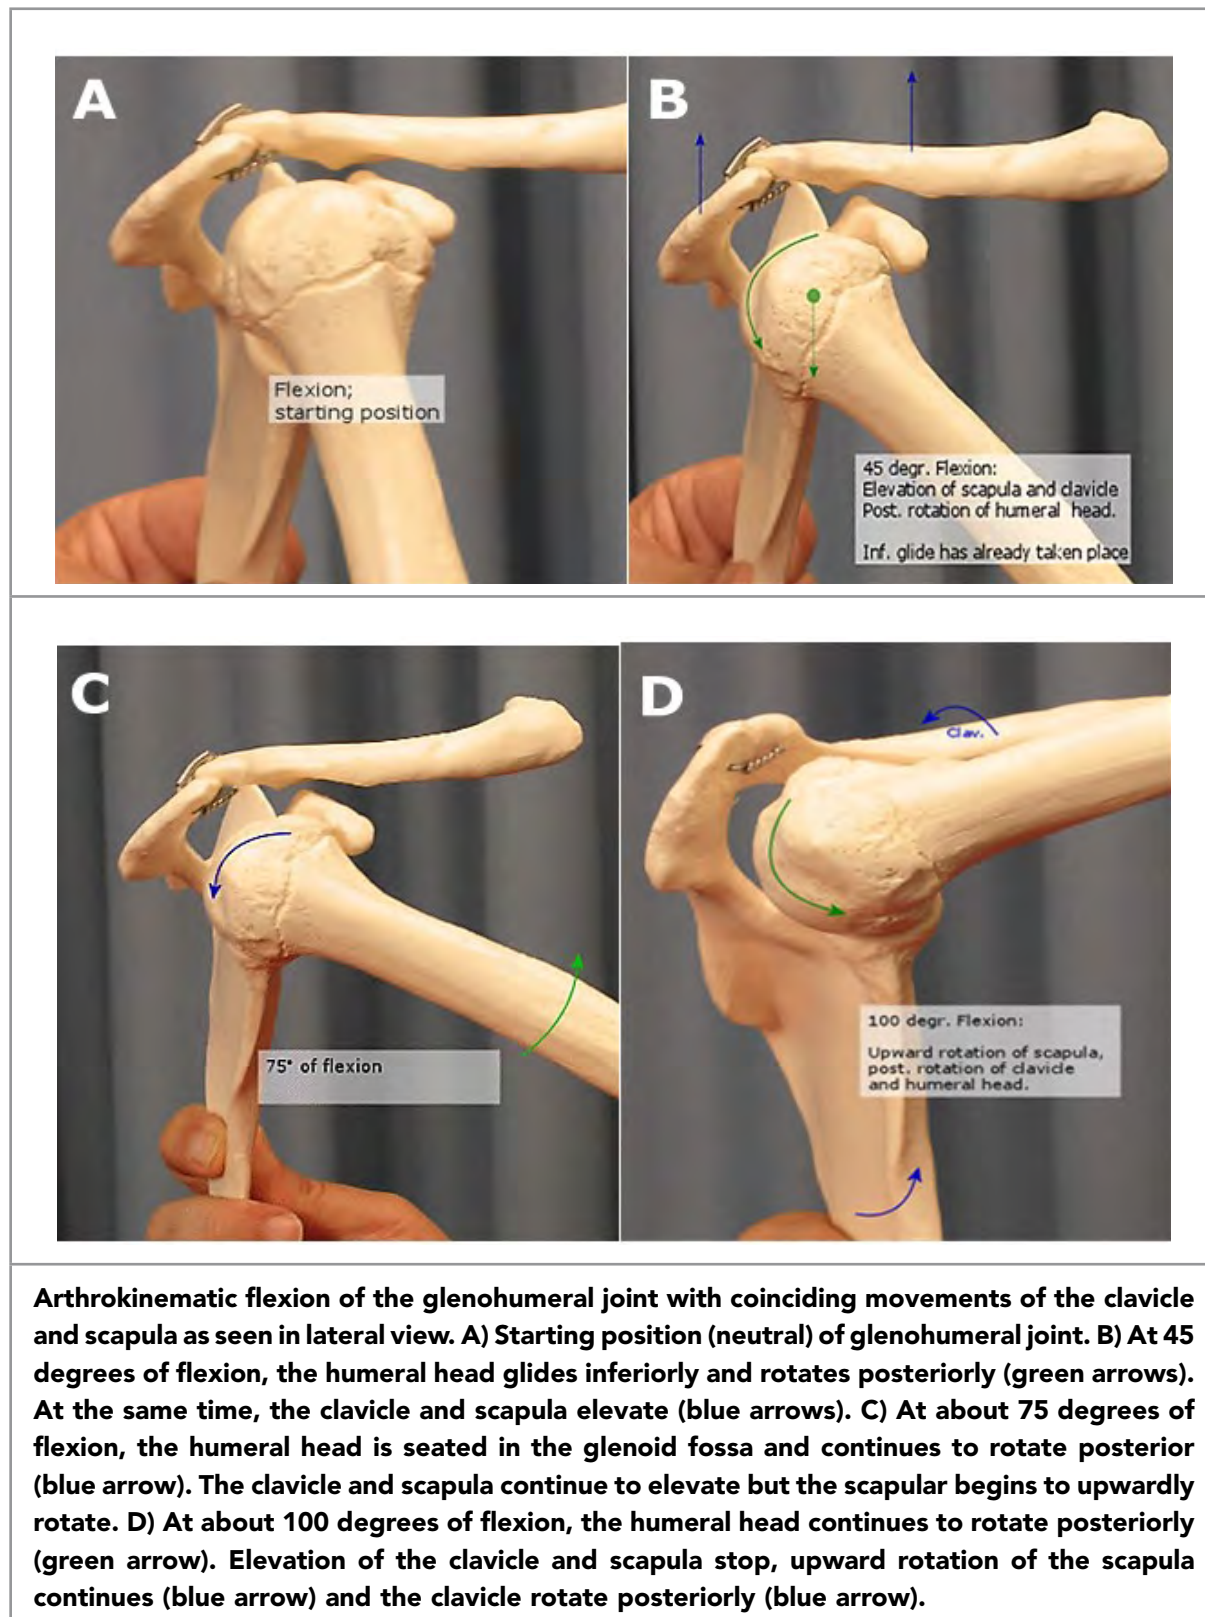 A
B
Flexion;
starting position
45 degr. Flexion:
Elevation of scapula and clavicle
Post. rotation of humeral head.
Inf. glide has already taken place
C
D
Clav.
75° of flexion
100 degr. Flexion:
Upward rotation of scapula,
post. rotation of clavicle
and humeral head.
Arthrokinematic flexion of the glenohumeral joint with coinciding movements of the clavicle
and scapula as seen in lateral view. A) Starting position (neutral) of glenohumeral joint. B) At 45
degrees of flexion, the humeral head glides inferiorly and rotates posteriorly (green arrows).
At the same time, the clavicle and scapula elevate (blue arrows). C) At about 75 degrees of
flexion, the humeral head is seated in the glenoid fossa and continues to rotate posterior
(blue arrow). The clavicle and scapula continue to elevate but the scapular begins to upwardly
rotate. D) At about 100 degrees of flexion, the humeral head continues to rotate posteriorly
(green arrow). Elevation of the clavicle and scapula stop, upward rotation of the scapula
continues (blue arrow) and the clavicle rotate posteriorly (blue arrow).